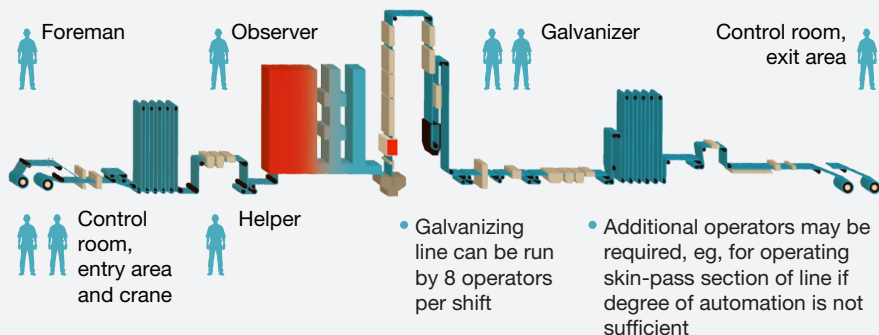 Foreman
Observer
Galvanizer
Control room,
exit area
Control
room,
entry area
and crane
Helper
• Galvanizing
line can be run
by 8 operators
per shift
• Additional operators may be
required, eg, for operating
skin-pass section of line if
degree of automation is not
sufficient